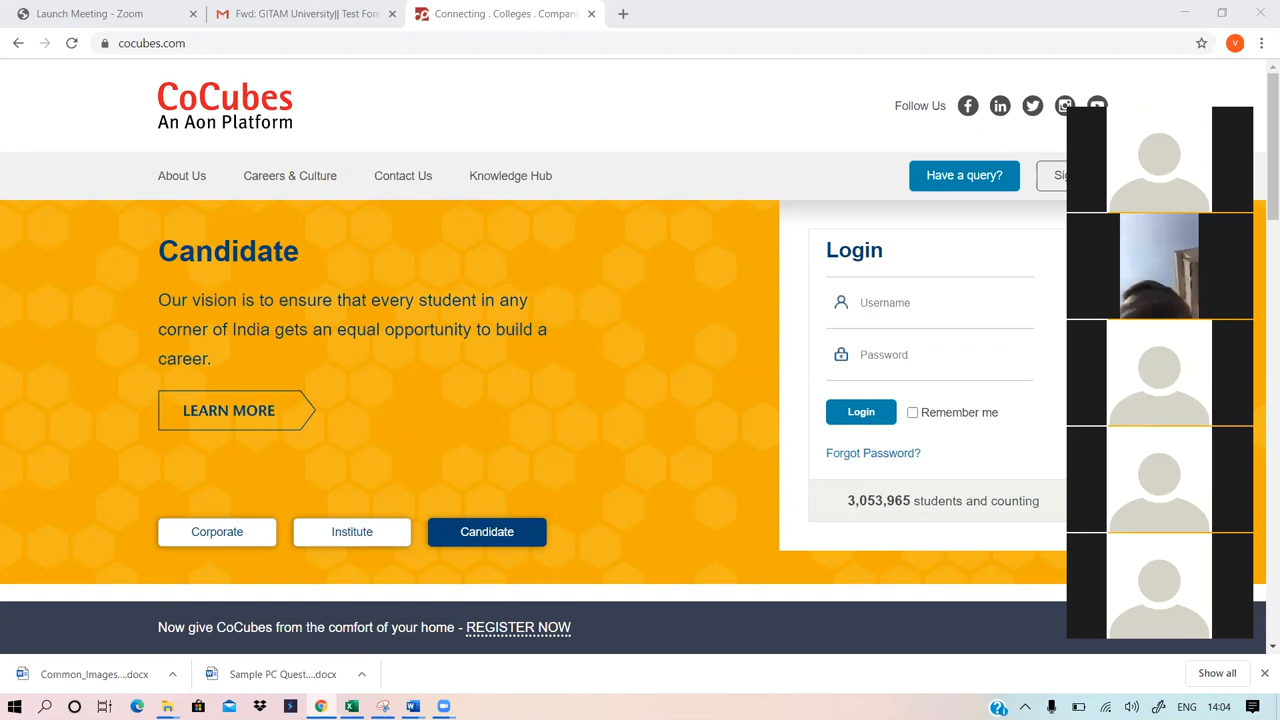 Launch Meeting - Zoom
Fwd: GITAM University|| Test Form
Connecting . Colleges . Compani
cocubes.com
v
CoCubes
An Aon Platform
Follow Us
About Us
Careers & Culture
Contact Us
Knowledge Hub
Have a query?
Si
Candidate
Our vision is to ensure that every student in any
corner of India gets an equal opportunity to build a
career.
LEARN MORE
Corporate
Institute
Candidate
Login
Username
Password
Login
Remember me
Forgot Password?
3,053,965 students and counting
Now give CoCubes from the comfort of your home - REGISTER NOW
Common_Images....docx
Sample PC Quest....docx
Show all
ENG
14:04